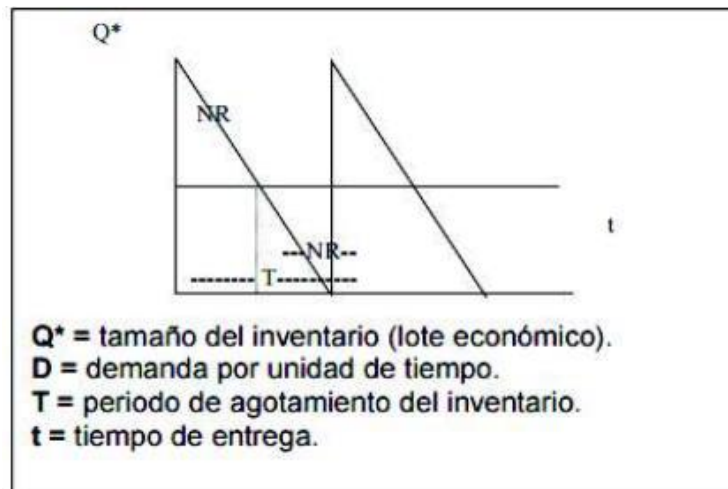 Q*
NR
t
---NR--
--------T----------
Q* = tamaño del inventario (lote económico).
D = demanda por unidad de tiempo.
T = periodo de agotamiento del inventario.
t = tiempo de entrega.